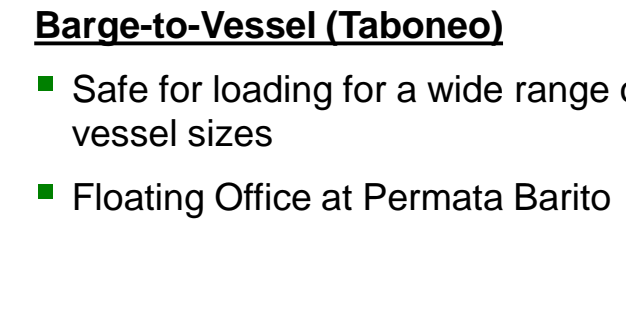 Barge-to-Vessel (Taboneo)
Safe for loading for a wide range
vessel sizes
Floating Office at Permata Barito